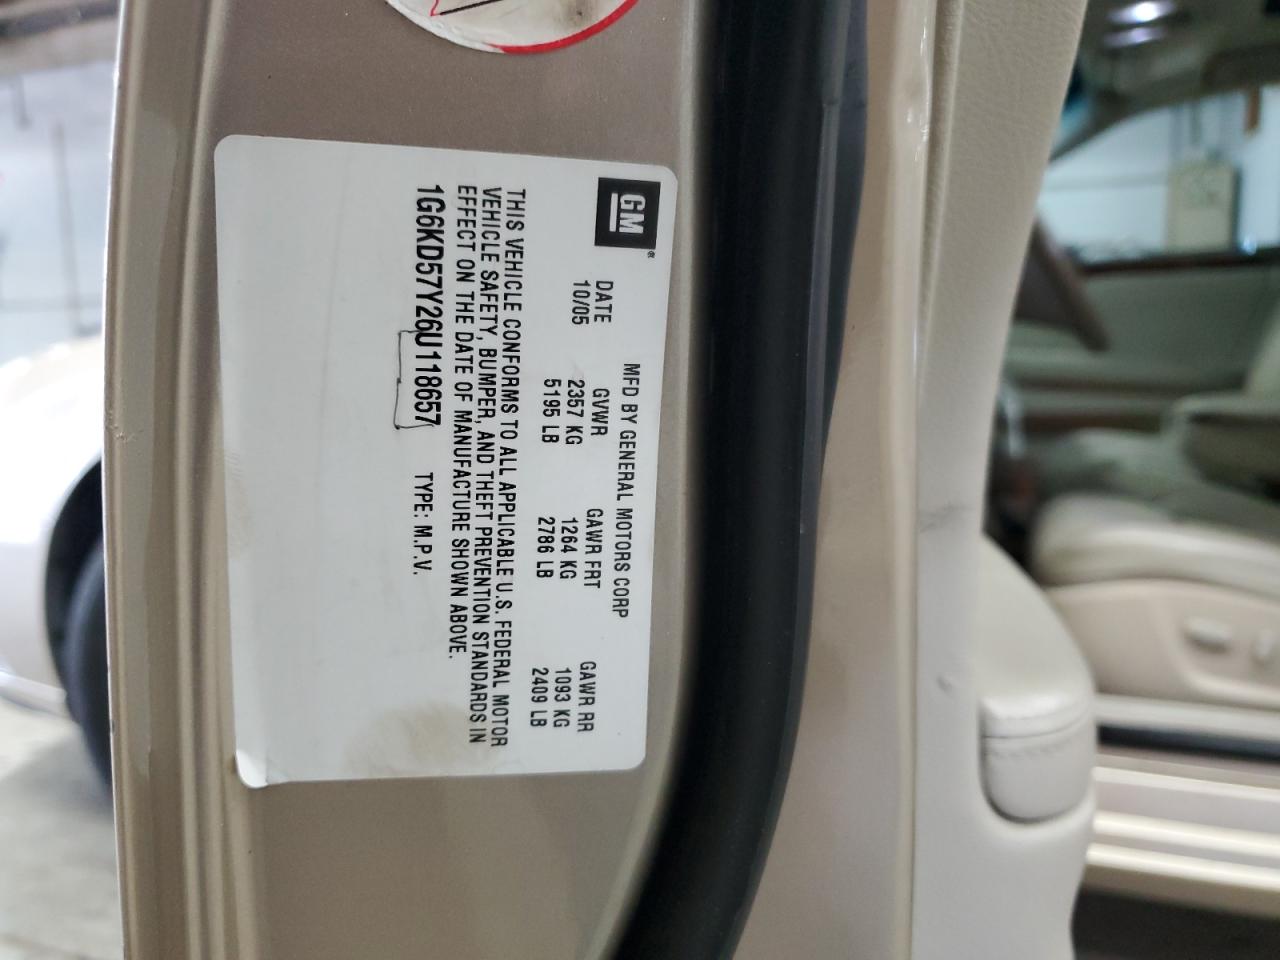 GM®
MFD BY GENERAL MOTORS CORP
DATE GVWR GAWR FRT GAWR RR
10/05 2357 KG 1264 KG 1093 KG
5195 LB 2786 LB 2409 LB
THIS VEHICLE CONFORMS TO ALL APPLICABLE U.S. FEDERAL MOTOR
VEHICLE SAFETY, BUMPER, AND THEFT PREVENTION STANDARDS IN
EFFECT ON THE DATE OF MANUFACTURE SHOWN ABOVE.
1G6KD57Y26U118657 TYPE: M.P.V.